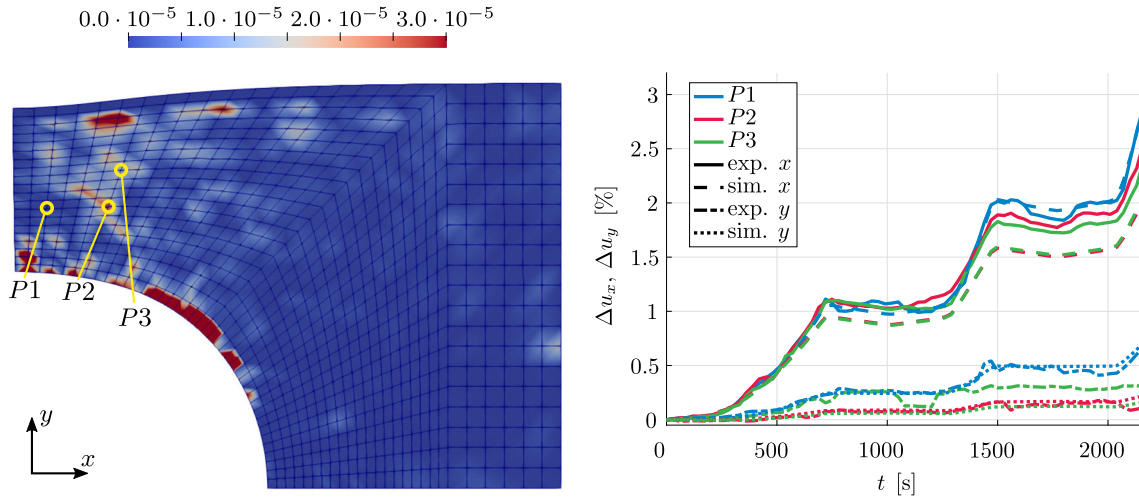 0.0 · 10⁻⁵ 1.0 · 10⁻⁵ 2.0 · 10⁻⁵ 3.0 · 10⁻⁵
P1 P2
P3
y
x
3
2.5
2
1.5
1
0.5
0
Δuₓ, Δu_y [%]
P1
P2
P3
exp. x
sim. x
exp. y
sim. y
0 500 1000 1500 2000
t [s]